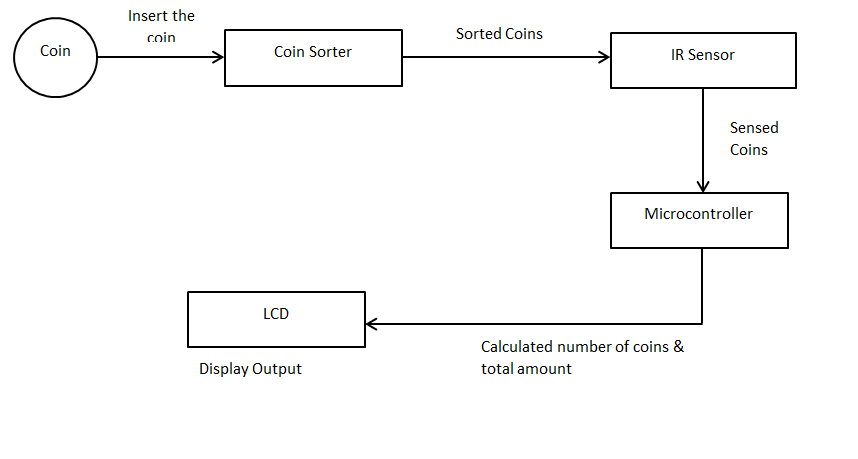 Insert the
coin
Coin
Coin Sorter
Sorted Coins
IR Sensor
Sensed
Coins
Microcontroller
LCD
Calculated number of coins &
total amount
Display Output